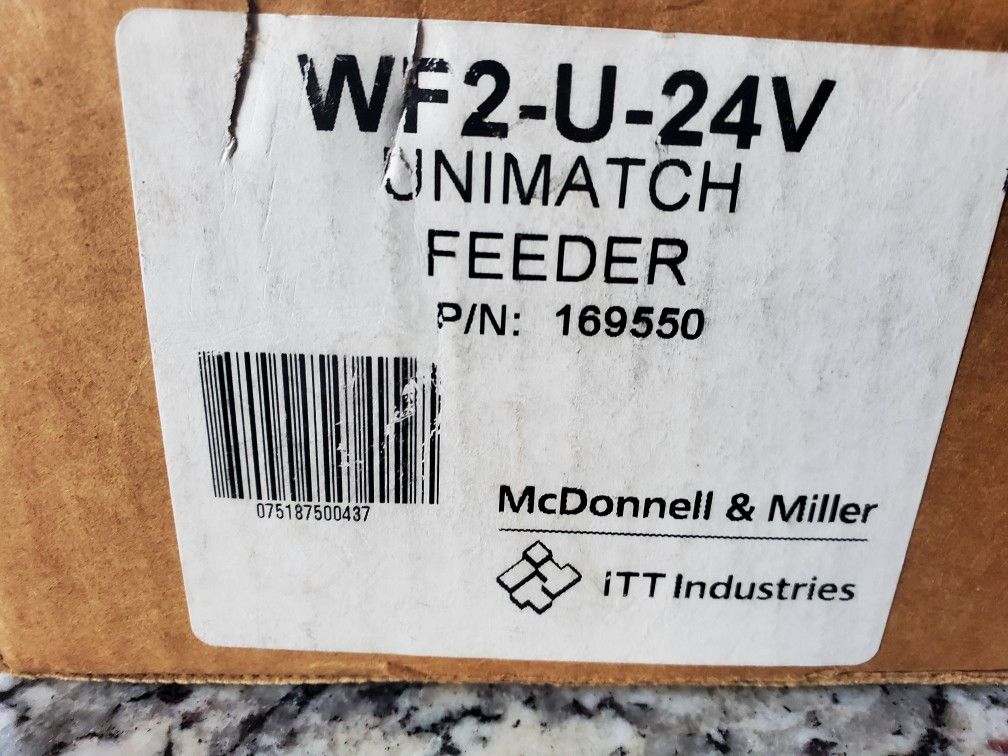 WF2-U-24V
UNIMATCH
FEEDER
P/N: 169550
075187500437
McDonnell & Miller
ITT Industries